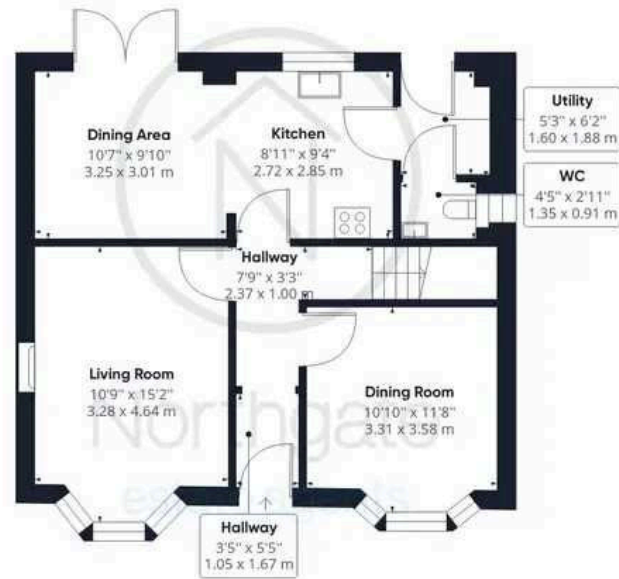 Dining Area
10'7" x 9'10"
3.25 x 3.01 m
Kitchen
8'11" x 9'4"
2.72 x 2.85 m
Utility
5'3" x 6'2"
1.60 x 1.88 m
WC
4'5" x 2'11"
1.35 x 0.91 m
Hallway
7'9" x 3'3"
2.37 x 1.00 m
Living Room
10'9" x 15'2"
3.28 x 4.64 m
Dining Room
10'10" x 11'8"
3.31 x 3.58 m
Northgate
Hallway
3'5" x 5'5"
1.05 x 1.67 m